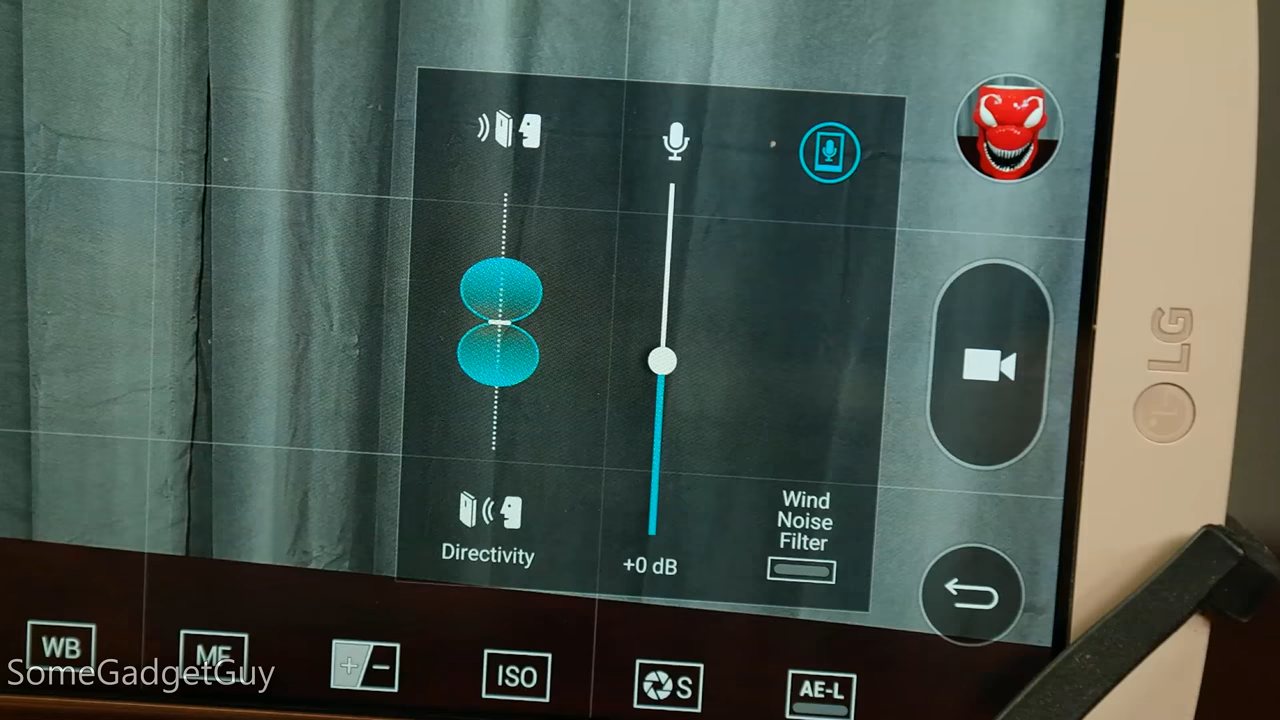 LG
Wind
Noise
Filter
Directivity
+0 dB
WB
MF
ISO
S
AE-L
SomeGadgetGuy